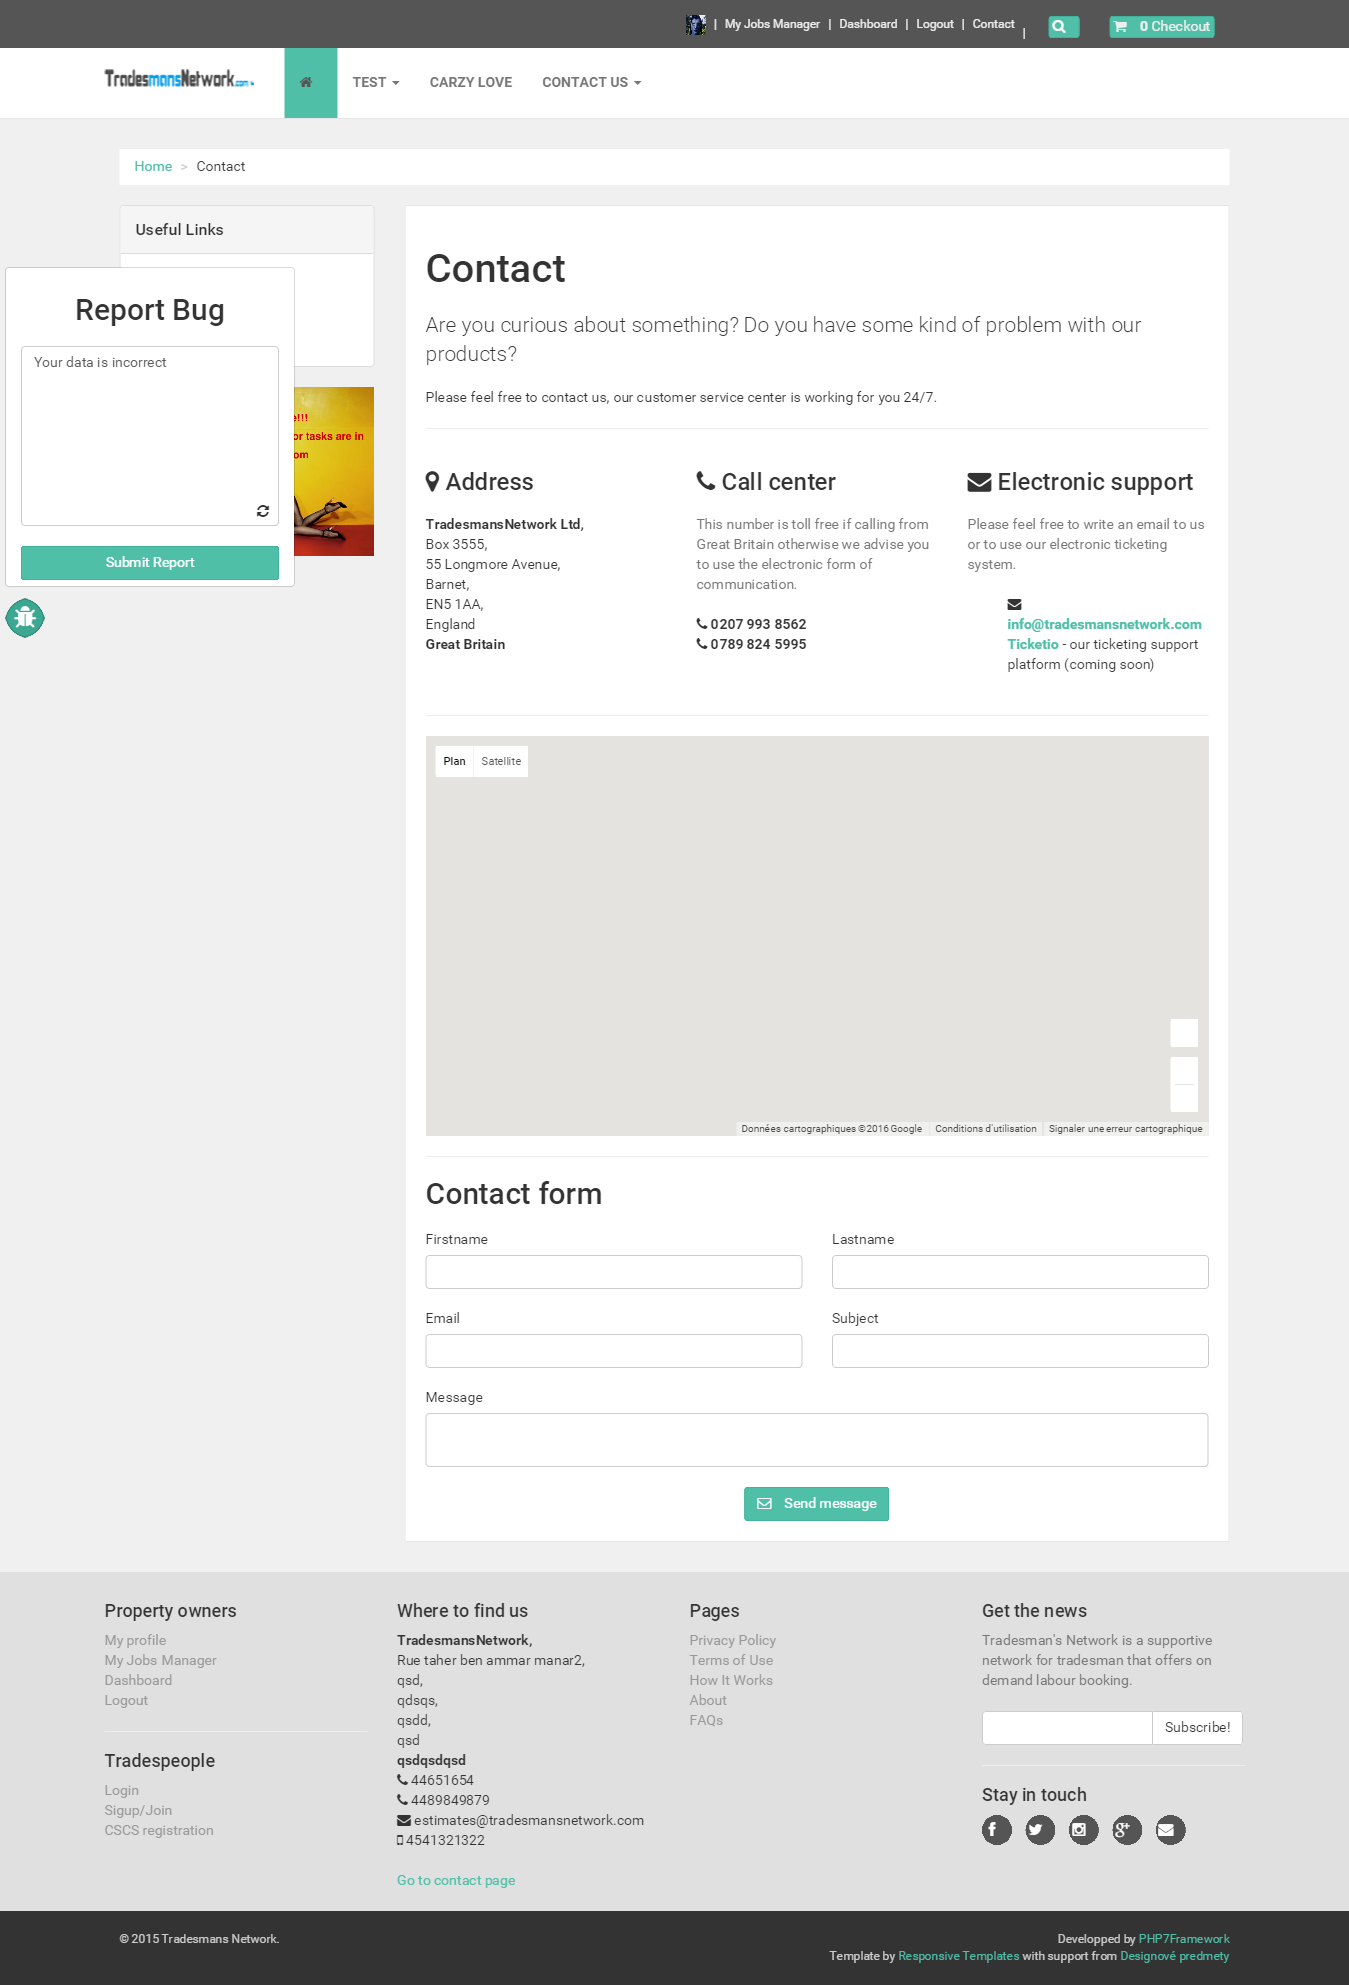 | My Jobs Manager | Dashboard | Logout | Contact |
0 Checkout
TradesmansNetwork.com
TEST
CARZY LOVE
CONTACT US
Home > Contact
Useful Links
Report Bug
Your data is incorrect
Submit Report
e!!!
or tasks are in
om
Contact
Are you curious about something? Do you have some kind of problem with our
products?
Please feel free to contact us, our customer service center is working for you 24/7.
Address
TradesmansNetwork Ltd,
Box 3555,
55 Longmore Avenue,
Barnet,
EN5 1AA,
England
Great Britain
Call center
This number is toll free if calling from
Great Britain otherwise we advise you
to use the electronic form of
communication.
0207 993 8562
0789 824 5995
Electronic support
Please feel free to write an email to us
or to use our electronic ticketing
system.
info@tradesmansnetwork.com
Ticketio - our ticketing support
platform (coming soon)
Plan
Satellite
Données cartographiques ©2016 Google
Conditions d'utilisation
Signaler une erreur cartographique
Contact form
Firstname
Lastname
Email
Subject
Message
Send message
Property owners
My profile
My Jobs Manager
Dashboard
Logout
Tradespeople
Login
Sigup/Join
CSCS registration
Where to find us
TradesmansNetwork,
Rue taher ben ammar manar2,
qsd,
qdsqs,
qsdd,
qsd
qsdqsdqsd
44651654
4489849879
estimates@tradesmansnetwork.com
4541321322
Go to contact page
Pages
Privacy Policy
Terms of Use
How It Works
About
FAQs
Get the news
Tradesman's Network is a supportive
network for tradesman that offers on
demand labour booking.
Subscribe!
Stay in touch
© 2015 Tradesmans Network.
Developped by PHP7Framework
Template by Responsive Templates with support from Designové predmety